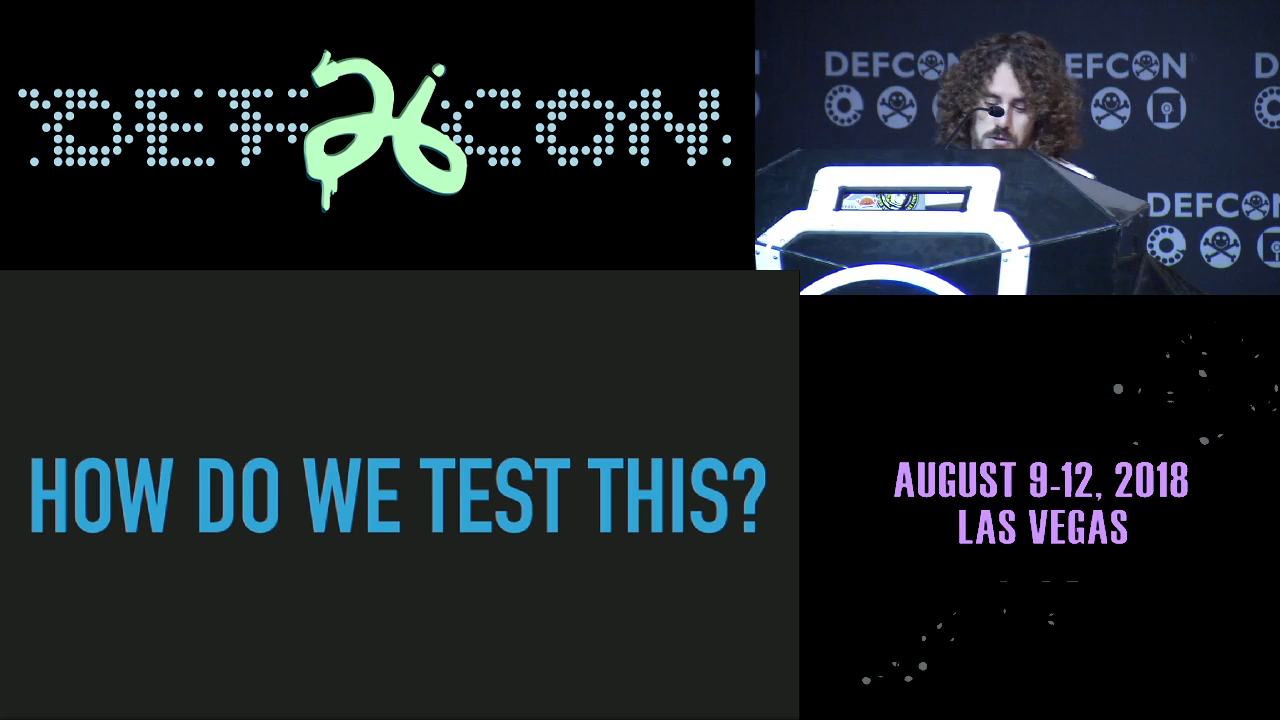 DEF CON 26
DEFCON
DEFCON
DEFCON
HOW DO WE TEST THIS?
AUGUST 9-12, 2018
LAS VEGAS